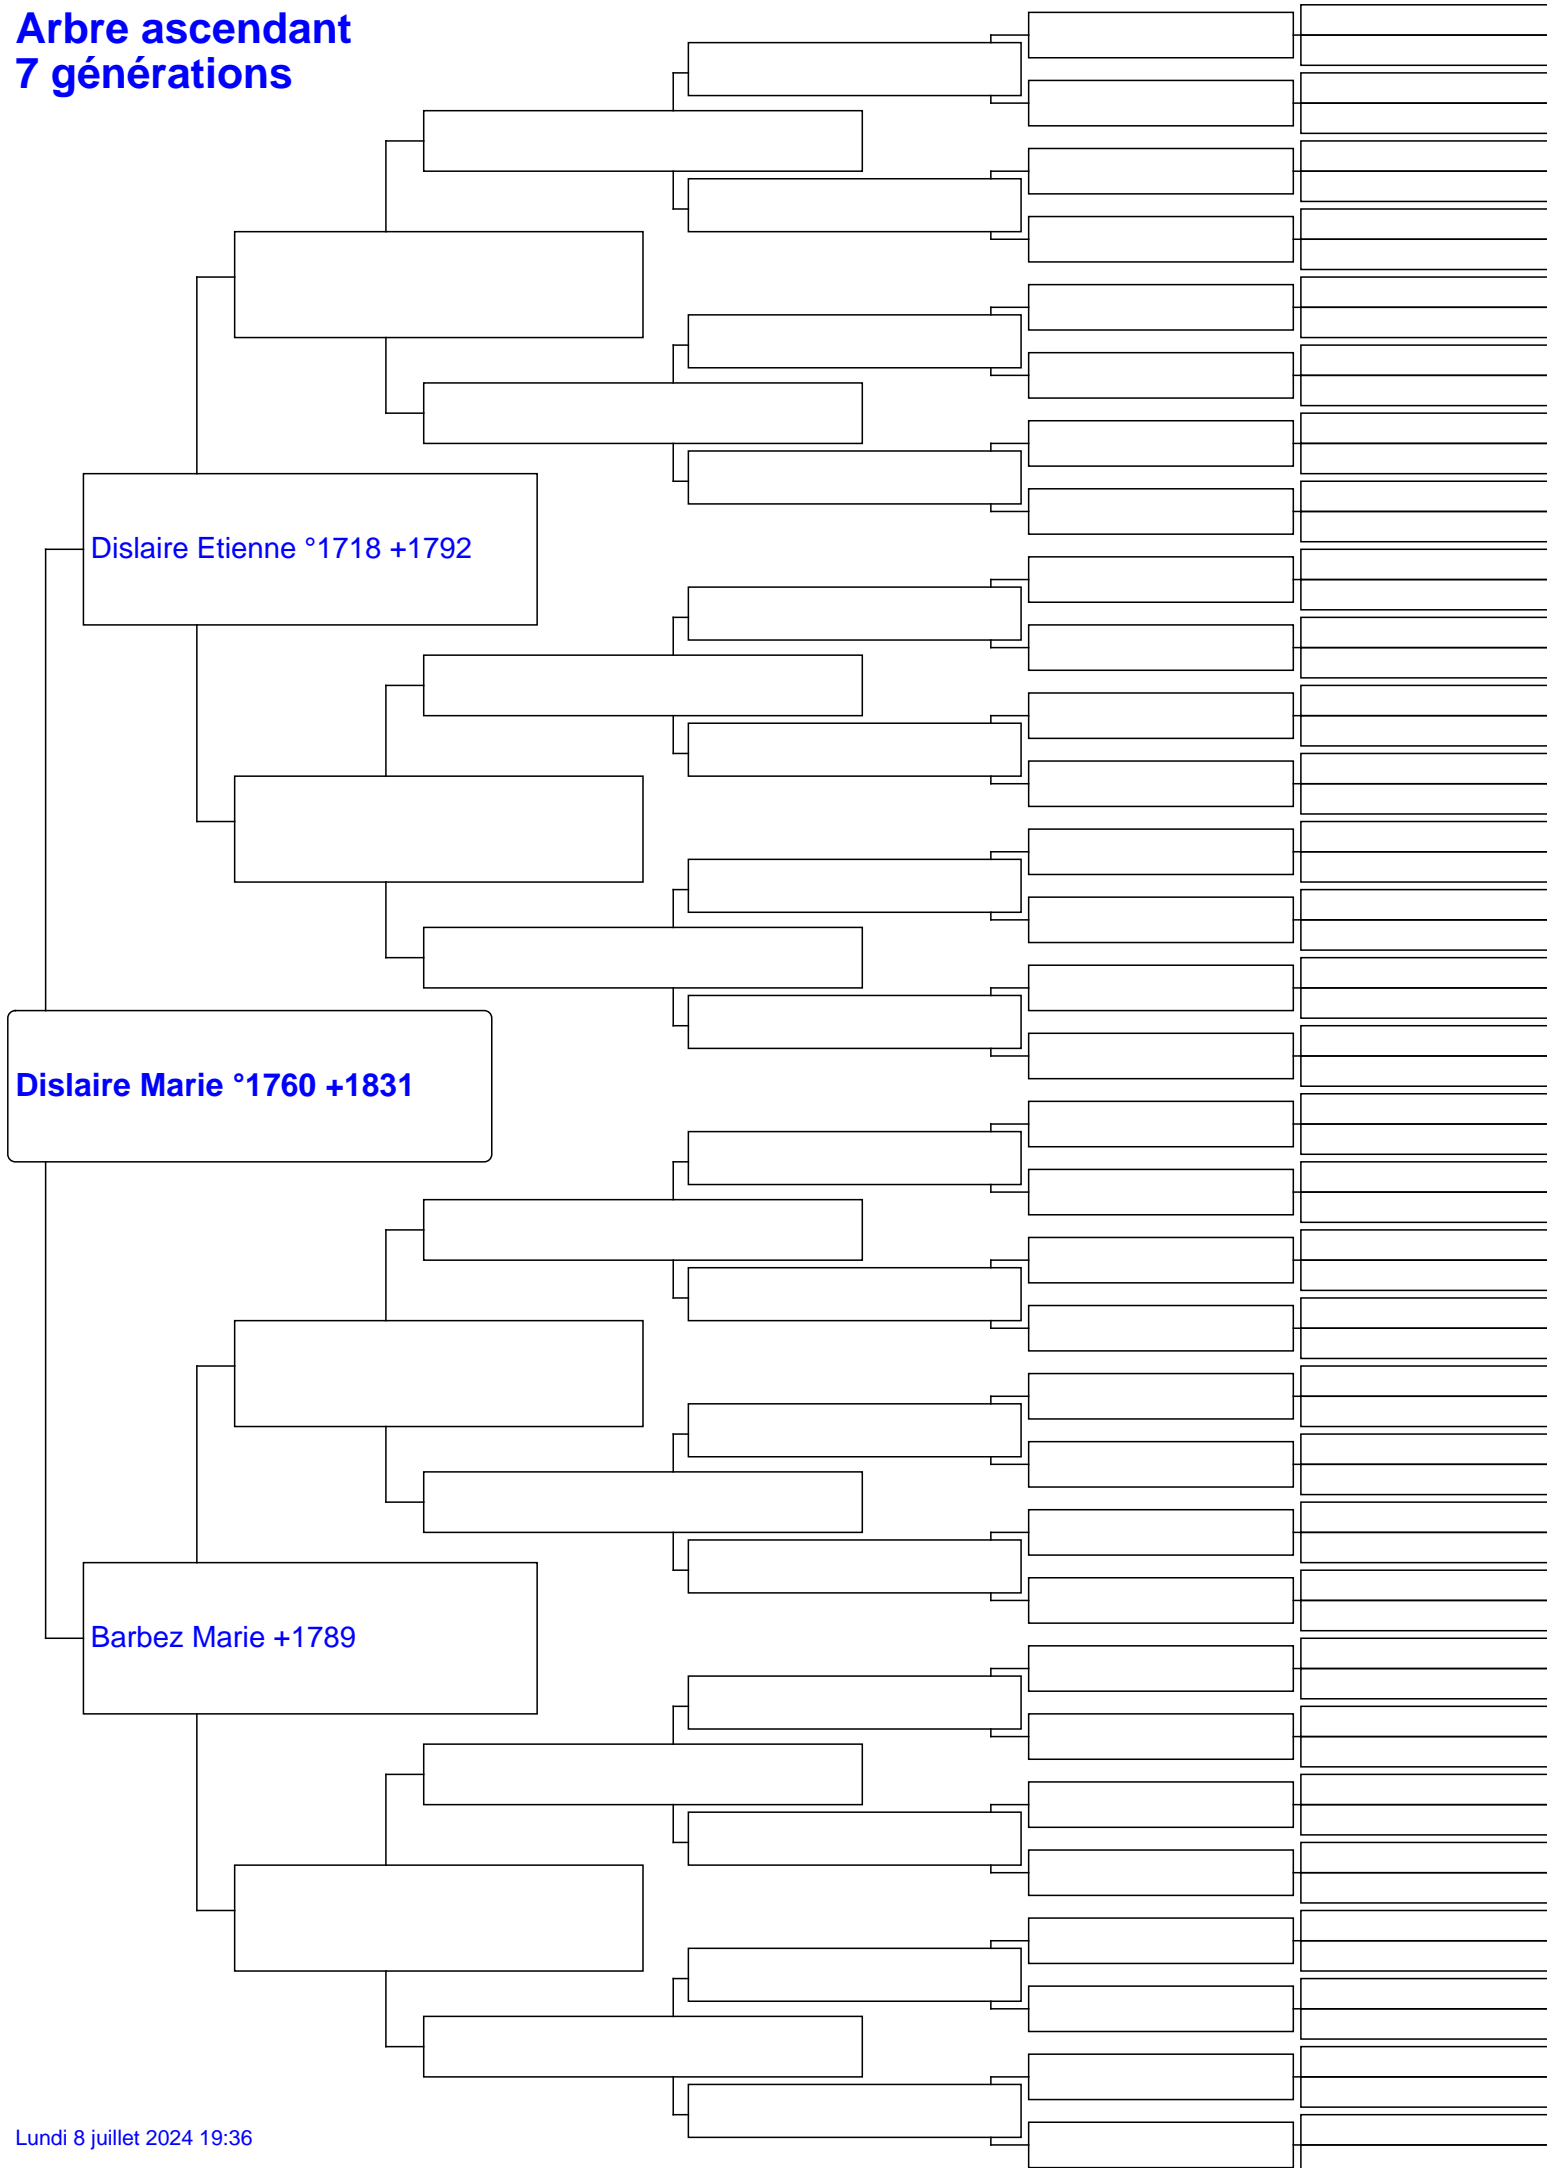 Arbre ascendant
7 générations
Dislaire Etienne °1718 +1792
Dislaire Marie °1760 +1831
Barbez Marie +1789
Lundi 8 juillet 2024 19:36